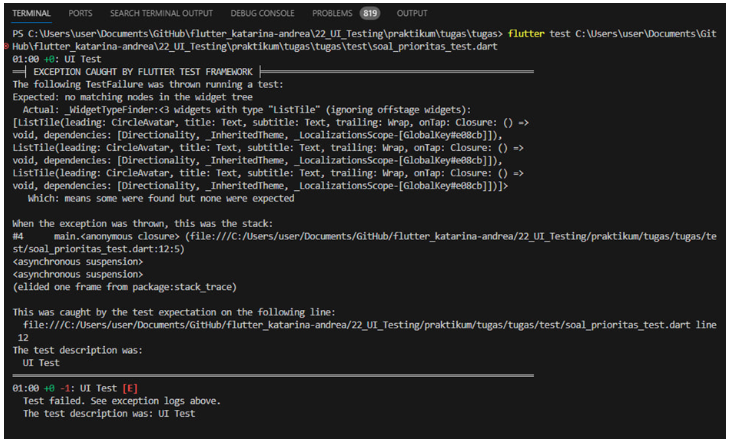 TERMINAL PORTS SEARCH TERMINAL OUTPUT DEBUG CONSOLE PROBLEMS 819 OUTPUT
PS C:\Users\user\Documents\GitHub\flutter_katarina-andrea\22_UI_Testing\praktikum\tugas\tugas> flutter test C:\Users\user\Documents\Git
Hub\flutter_katarina-andrea\22_UI_Testing\praktikum\tugas\tugas\test\soal_prioritas_test.dart
01:00 +0: UI Test
══╡ EXCEPTION CAUGHT BY FLUTTER TEST FRAMEWORK ╞════════════════════════════════════════════════════
The following TestFailure was thrown running a test:
Expected: no matching nodes in the widget tree
  Actual: _WidgetTypeFinder:<3 widgets with type "ListTile" (ignoring offstage widgets):
[ListTile(leading: CircleAvatar, title: Text, subtitle: Text, trailing: Wrap, onTap: Closure: () =>
void, dependencies: [Directionality, _InheritedTheme, _LocalizationsScope-[GlobalKey#e08cb]]),
ListTile(leading: CircleAvatar, title: Text, subtitle: Text, trailing: Wrap, onTap: Closure: () =>
void, dependencies: [Directionality, _InheritedTheme, _LocalizationsScope-[GlobalKey#e08cb]]),
ListTile(leading: CircleAvatar, title: Text, subtitle: Text, trailing: Wrap, onTap: Closure: () =>
void, dependencies: [Directionality, _InheritedTheme, _LocalizationsScope-[GlobalKey#e08cb]])]>
   Which: means some were found but none were expected

When the exception was thrown, this was the stack:
#4      main.<anonymous closure> (file:///C:/Users/user/Documents/GitHub/flutter_katarina-andrea/22_UI_Testing/praktikum/tugas/tugas/te
st/soal_prioritas_test.dart:12:5)
<asynchronous suspension>
<asynchronous suspension>
(elided one frame from package:stack_trace)

This was caught by the test expectation on the following line:
  file:///C:/Users/user/Documents/GitHub/flutter_katarina-andrea/22_UI_Testing/praktikum/tugas/tugas/test/soal_prioritas_test.dart line
 12
The test description was:
  UI Test
════════════════════════════════════════════════════════════════════════════════════════════════════
01:00 +0 -1: UI Test [E]
  Test failed. See exception logs above.
  The test description was: UI Test